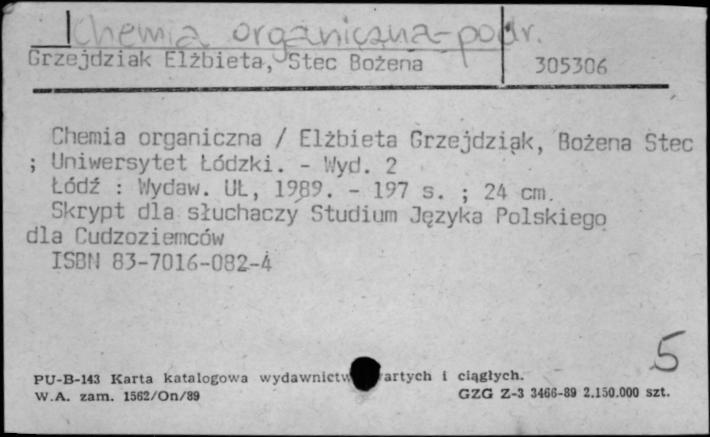 Chemia organiczna - podr.
Grzejdziak Elżbieta, Stec Bożena 305306
Chemia organiczna / Elżbieta Grzejdziak, Bożena Stec
; Uniwersytet Łódzki. - Wyd. 2
Łódź : Wydaw. UŁ, 1989. - 197 s. ; 24 cm.
Skrypt dla słuchaczy Studium Języka Polskiego
dla Cudzoziemców
ISBN 83-7016-082-4
5
PU-B-143 Karta katalogowa i ciągłych.
W.A. zam. 1562/On/89 GZG Z-3 3466-89 2.150.000 szt.